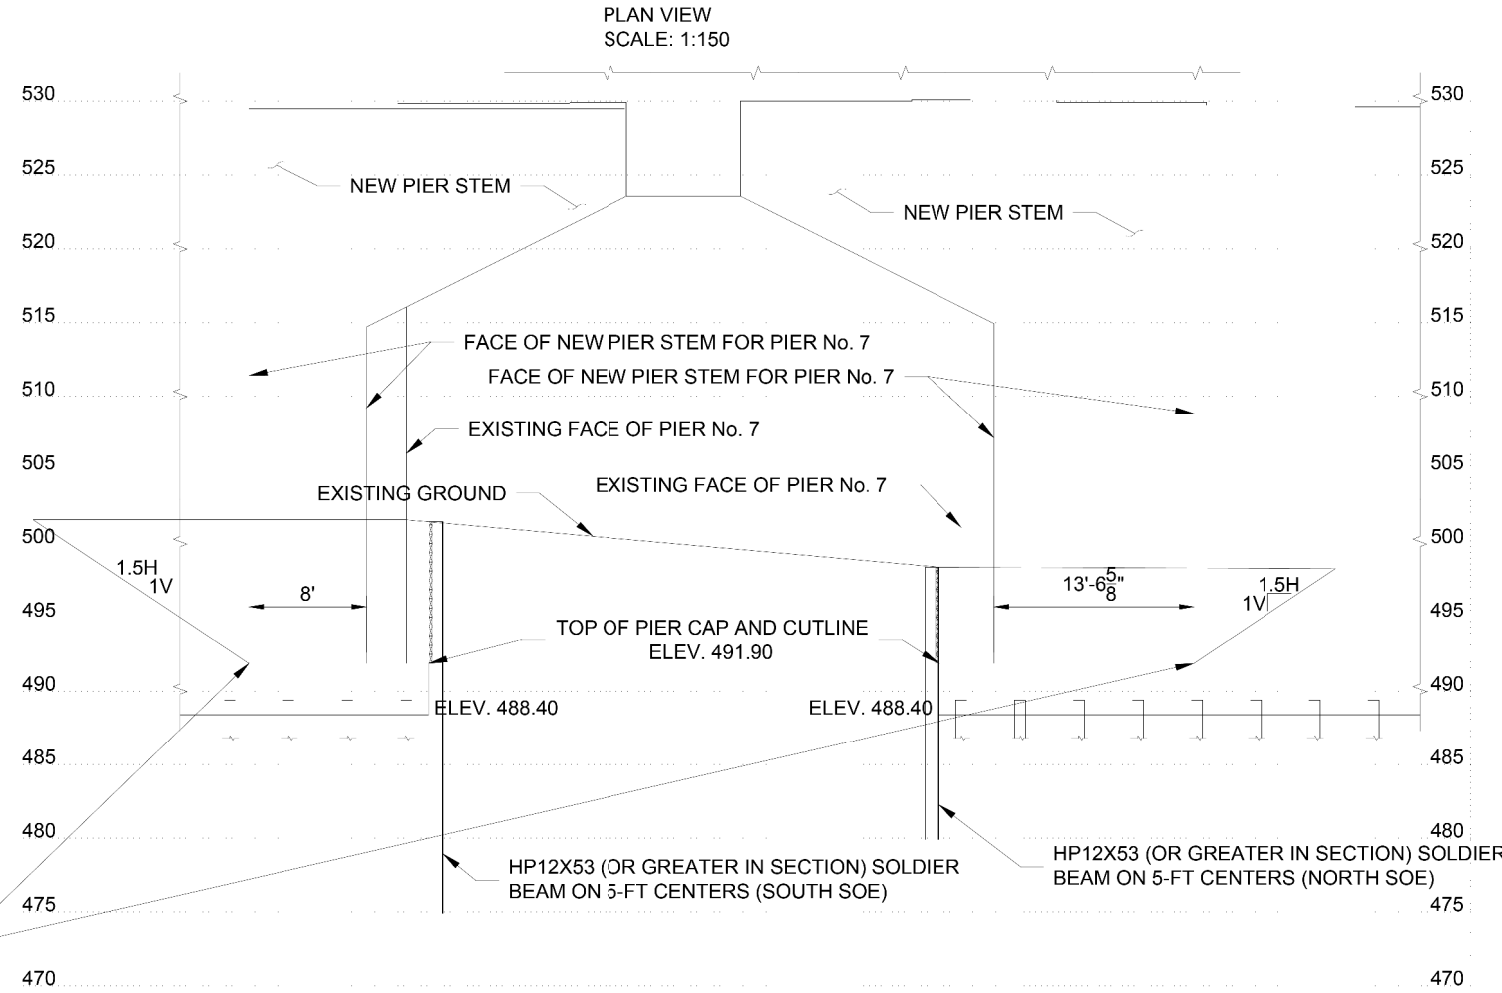 PLAN VIEW
SCALE: 1:150
530
530
525
525
NEW PIER STEM
NEW PIER STEM
520
520
515
515
FACE OF NEW PIER STEM FOR PIER No. 7
FACE OF NEW PIER STEM FOR PIER No. 7
510
510
EXISTING FACE OF PIER No. 7
505
505
EXISTING GROUND
EXISTING FACE OF PIER No. 7
500
500
1.5H
1V
8'
13'-6 5/8"
1.5H
1V
495
495
TOP OF PIER CAP AND CUTLINE
ELEV. 491.90
490
490
ELEV. 488.40
ELEV. 488.40
485
485
480
480
HP12X53 (OR GREATER IN SECTION) SOLDIER
BEAM ON 5-FT CENTERS (SOUTH SOE)
HP12X53 (OR GREATER IN SECTION) SOLDIER
BEAM ON 5-FT CENTERS (NORTH SOE)
475
475
470
470